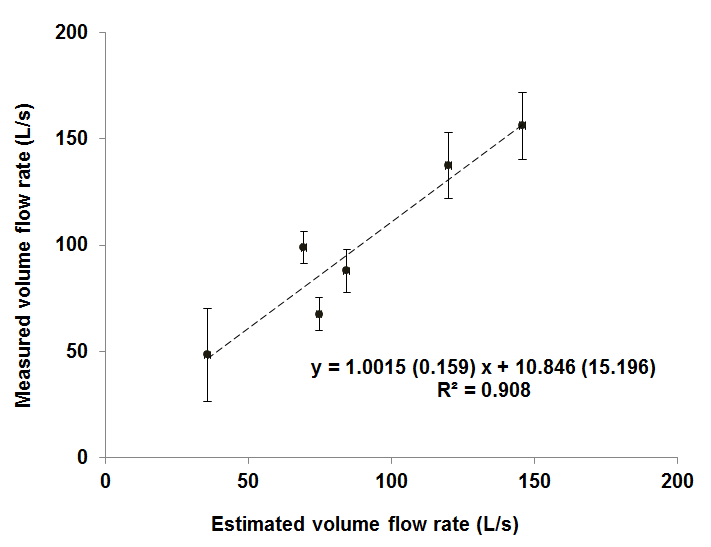 200
150
100
50
0
Measured volume flow rate (L/s)
y = 1.0015 (0.159) x + 10.846 (15.196)
R² = 0.908
0 50 100 150 200
Estimated volume flow rate (L/s)